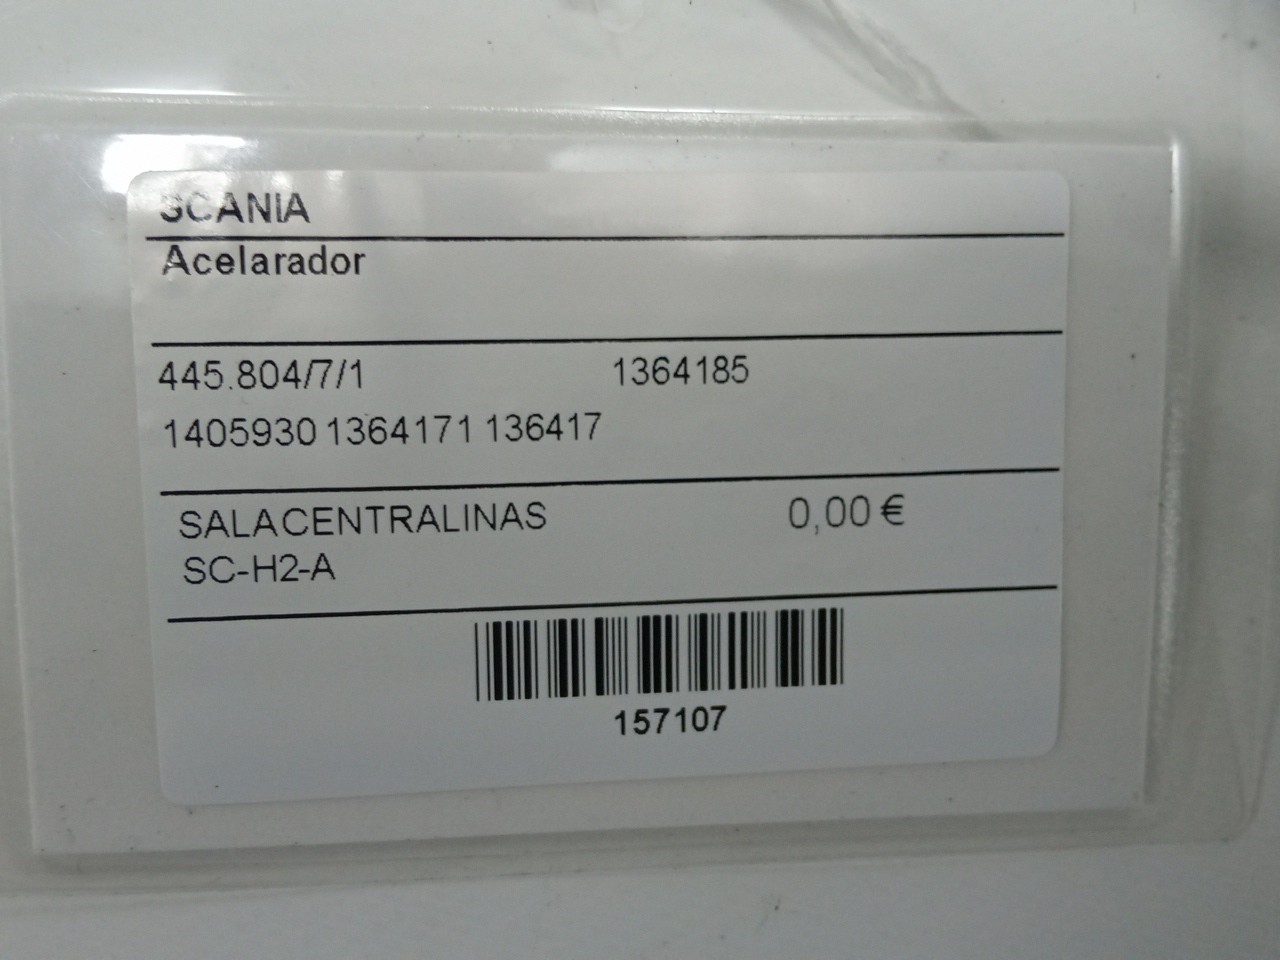 SCANIA
Acelarador
445.804/7/1 1364185
1405930 1364171 136417
SALACENTRALINAS 0,00 €
SC-H2-A
157107